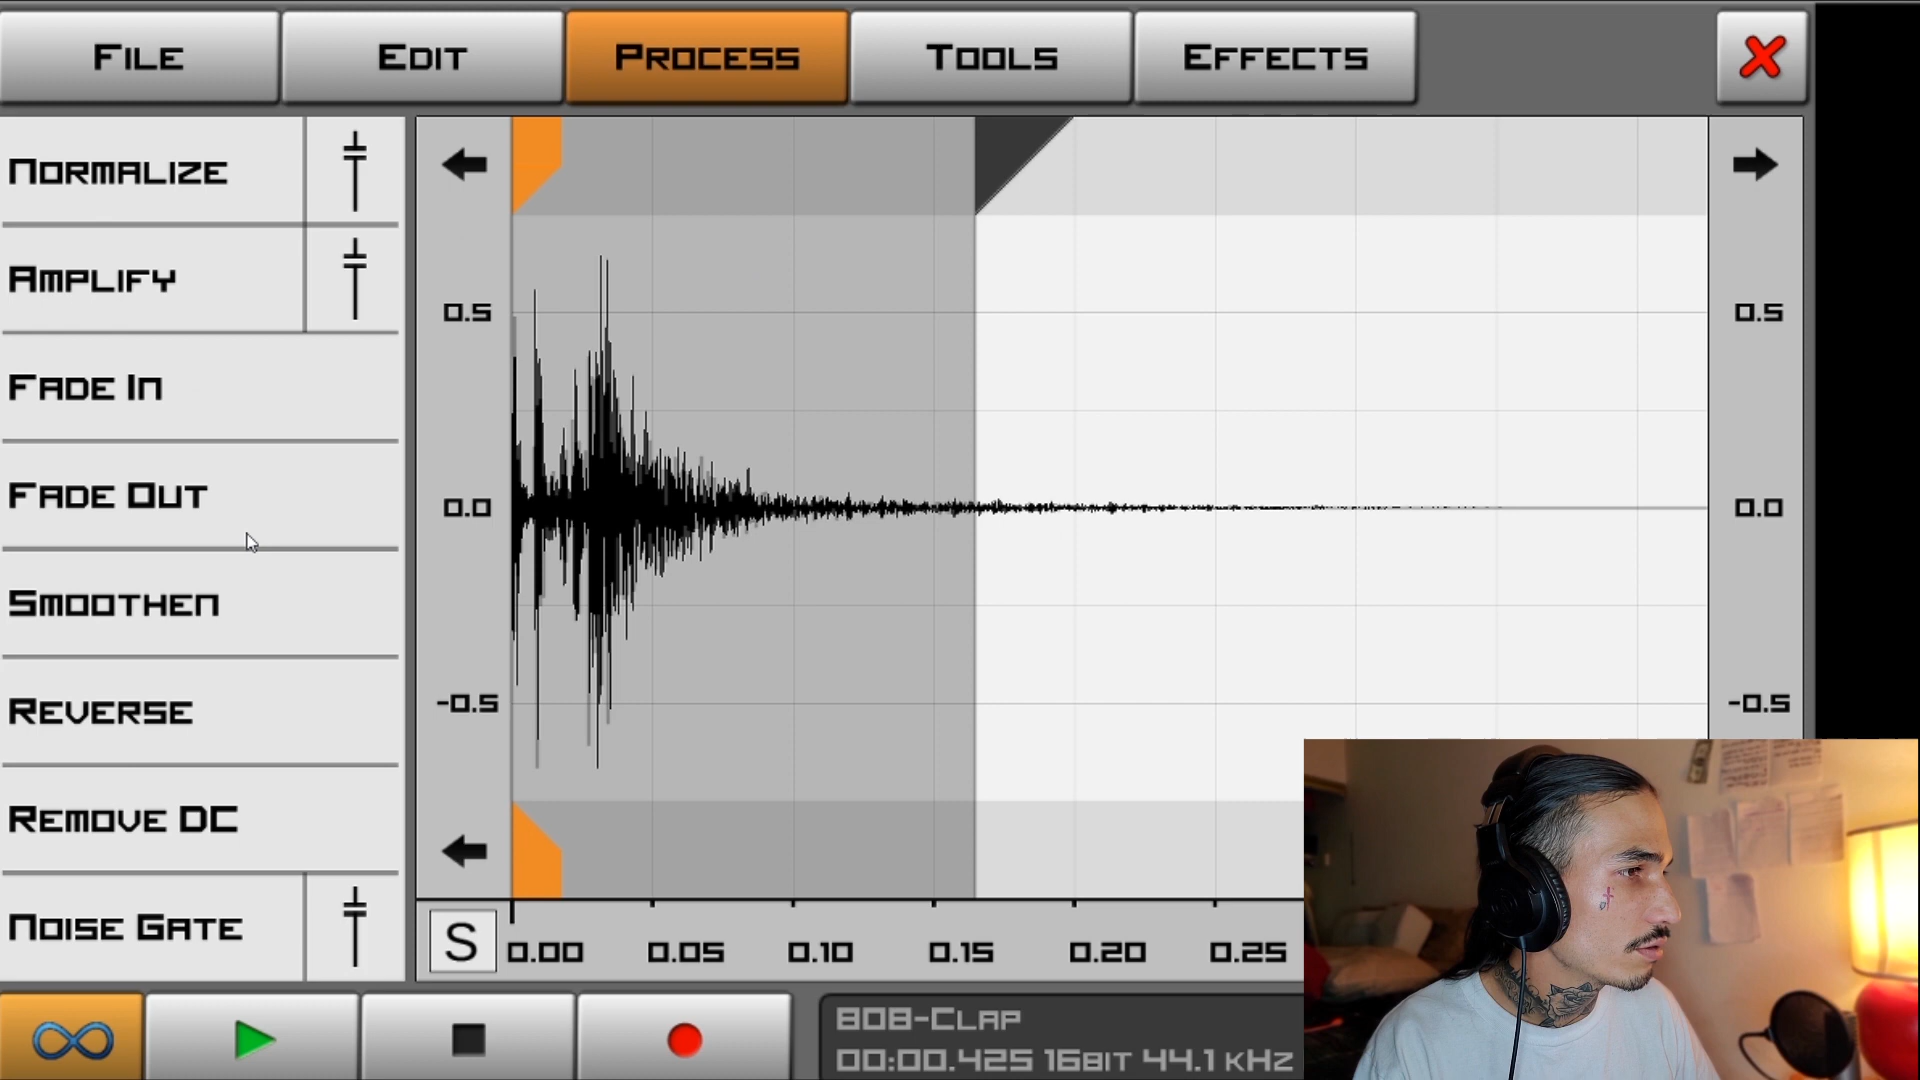 FILE
EDIT
PROCESS
TOOLS
EFFECTS
NORMALIZE
AMPLIFY
FADE IN
FADE OUT
SMOOTHEN
REVERSE
REMOVE DC
NOISE GATE
0.5
0.0
-0.5
0.5
0.0
-0.5
S
0.00 0.05 0.10 0.15 0.20 0.25
808-CLAP
00:00.425 16BIT 44.1 KHZ